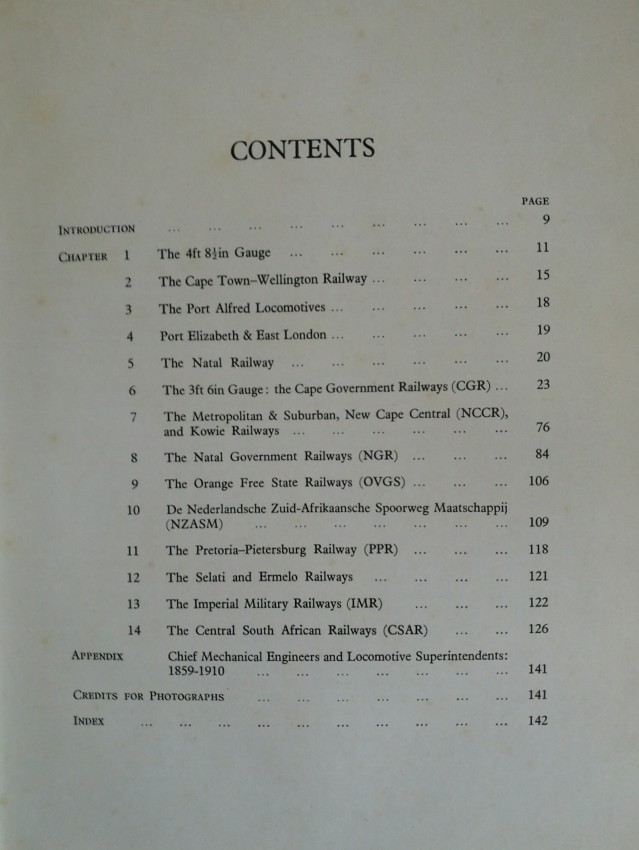 CONTENTS
PAGE
INTRODUCTION ... ... ... ... ... ... ... ... ... 9
CHAPTER 1 The 4ft 8½in Gauge ... ... ... ... ... ... 11
2 The Cape Town–Wellington Railway ... ... ... ... 15
3 The Port Alfred Locomotives ... ... ... ... ... 18
4 Port Elizabeth & East London ... ... ... ... ... 19
5 The Natal Railway ... ... ... ... ... ... 20
6 The 3ft 6in Gauge: the Cape Government Railways (CGR) ... 23
7 The Metropolitan & Suburban, New Cape Central (NCCR),
and Kowie Railways ... ... ... ... ... ... 76
8 The Natal Government Railways (NGR) ... ... ... 84
9 The Orange Free State Railways (OVGS) ... ... ... 106
10 De Nederlandsche Zuid-Afrikaansche Spoorweg Maatschappij
(NZASM) ... ... ... ... ... ... ... 109
11 The Pretoria–Pietersburg Railway (PPR) ... ... ... 118
12 The Selati and Ermelo Railways ... ... ... ... 121
13 The Imperial Military Railways (IMR) ... ... ... 122
14 The Central South African Railways (CSAR) ... ... 126
APPENDIX Chief Mechanical Engineers and Locomotive Superintendents:
1859-1910 ... ... ... ... ... ... ... 141
CREDITS FOR PHOTOGRAPHS ... ... ... ... ... ... ... 141
INDEX ... ... ... ... ... ... ... ... ... ... 142